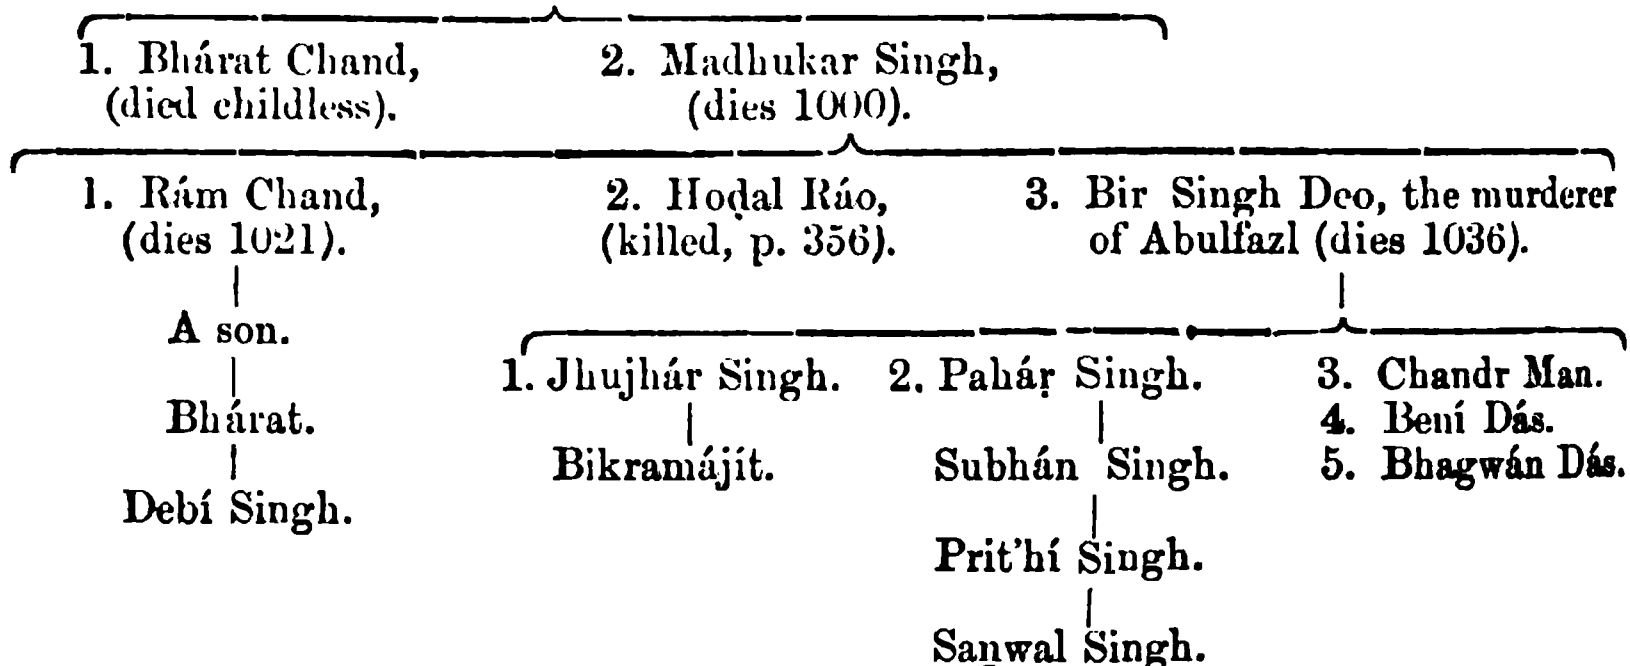 1. Bhárat Chand, 2. Madhukar Singh,
(died childless). (dies 1000).
1. Rám Chand, 2. Hoḍal Ráo, 3. Bir Singh Deo, the murderer
(dies 1021). (killed, p. 356). of Abulfazl (dies 1036).
A son.
1. Jhujhár Singh. 2. Pahár̤ Singh. 3. Chandr Man.
Bhárat. 4. Bení Dás.
Bikramájít. Subhán Singh. 5. Bhagwán Dás.
Debí Singh.
Prit'hí Singh.
Sanwal Singh.